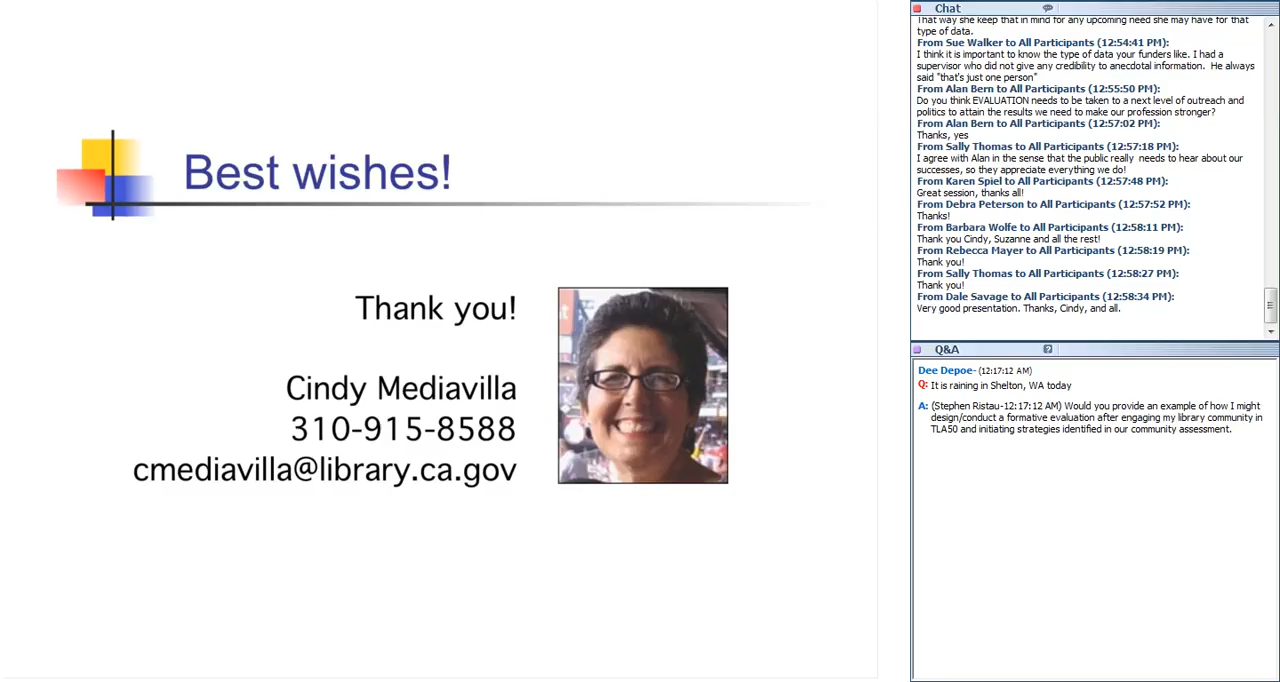 Best wishes!
Thank you!
Cindy Mediavilla
310-915-8588
cmediavilla@library.ca.gov
Chat
That way she keep that in mind for any upcoming need she may have for that
type of data.
From Sue Walker to All Participants (12:54:41 PM):
I think it is important to know the type of data your funders like. I had a
supervisor who did not give any credibility to anecdotal information.  He always
said "that's just one person"
From Alan Bern to All Participants (12:55:50 PM):
Do you think EVALUATION needs to be taken to a next level of outreach and
politics to attain the results we need to make our profession stronger?
From Alan Bern to All Participants (12:57:02 PM):
Thanks, yes
From Sally Thomas to All Participants (12:57:18 PM):
I agree with Alan in the sense that the public really  needs to hear about our
successes, so they appreciate everything we do!
From Karen Spiel to All Participants (12:57:48 PM):
Great session, thanks all!
From Debra Peterson to All Participants (12:57:52 PM):
Thanks!
From Barbara Wolfe to All Participants (12:58:11 PM):
Thank you Cindy, Suzanne and all the rest!
From Rebecca Mayer to All Participants (12:58:19 PM):
Thank you!
From Sally Thomas to All Participants (12:58:27 PM):
Thank you!
From Dale Savage to All Participants (12:58:34 PM):
Very good presentation. Thanks, Cindy, and all.
Q&A
Dee Depoe- (12:17:12 AM)
Q: It is raining in Shelton, WA today
A: (Stephen Ristau-12:17:12 AM) Would you provide an example of how I might
design/conduct a formative evaluation after engaging my library community in
TLA50 and initiating strategies identified in our community assessment.